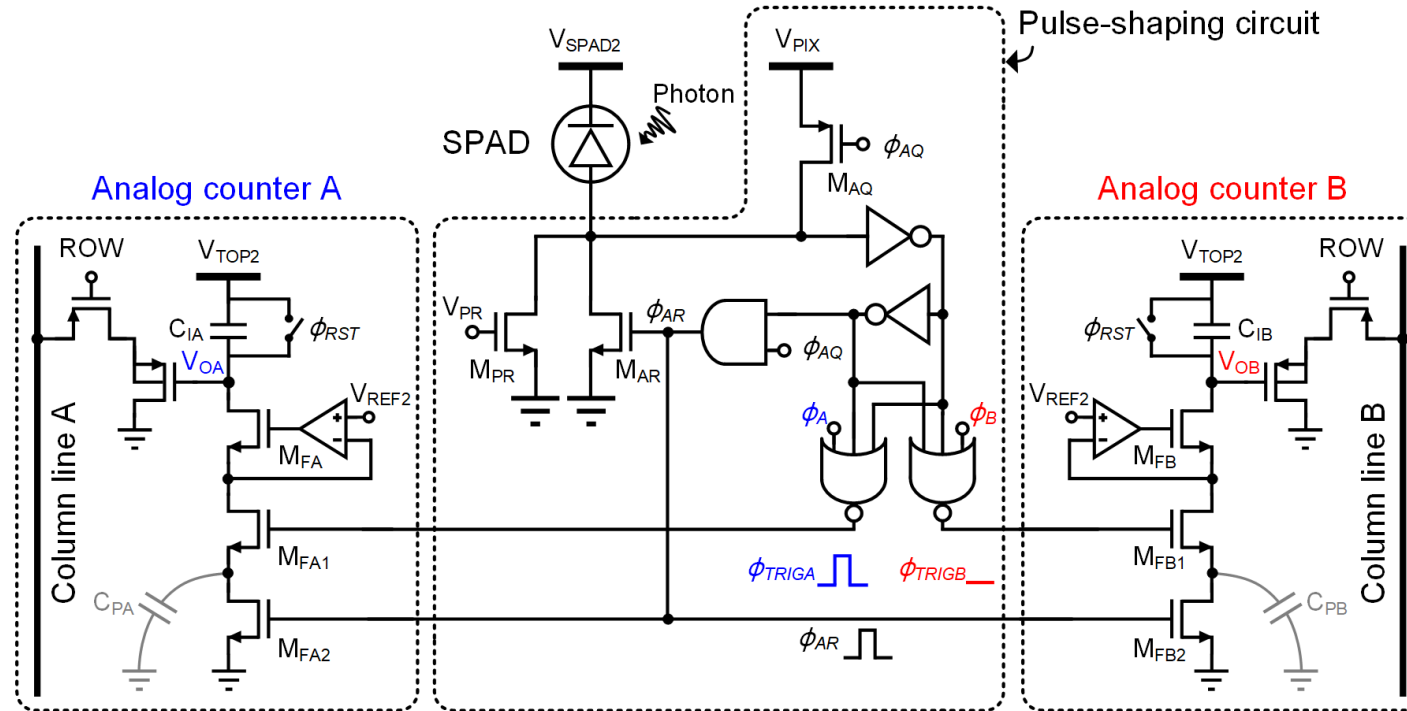 Pulse-shaping circuit
V_SPAD2
V_PIX
Photon
SPAD
ϕ_AQ
M_AQ
Analog counter A
Analog counter B
ROW
V_TOP2
C_IA
ϕ_RST
V_OA
V_REF2
M_FA
M_FA1
M_FA2
C_PA
Column line A
V_PR
M_PR
M_AR
ϕ_AR
ϕ_AQ
ϕ_A
ϕ_B
ϕ_TRIGA
ϕ_TRIGB
ϕ_AR
V_TOP2
ROW
ϕ_RST
C_IB
V_OB
V_REF2
+
-
+
-
M_FB
M_FB1
M_FB2
C_PB
Column line B